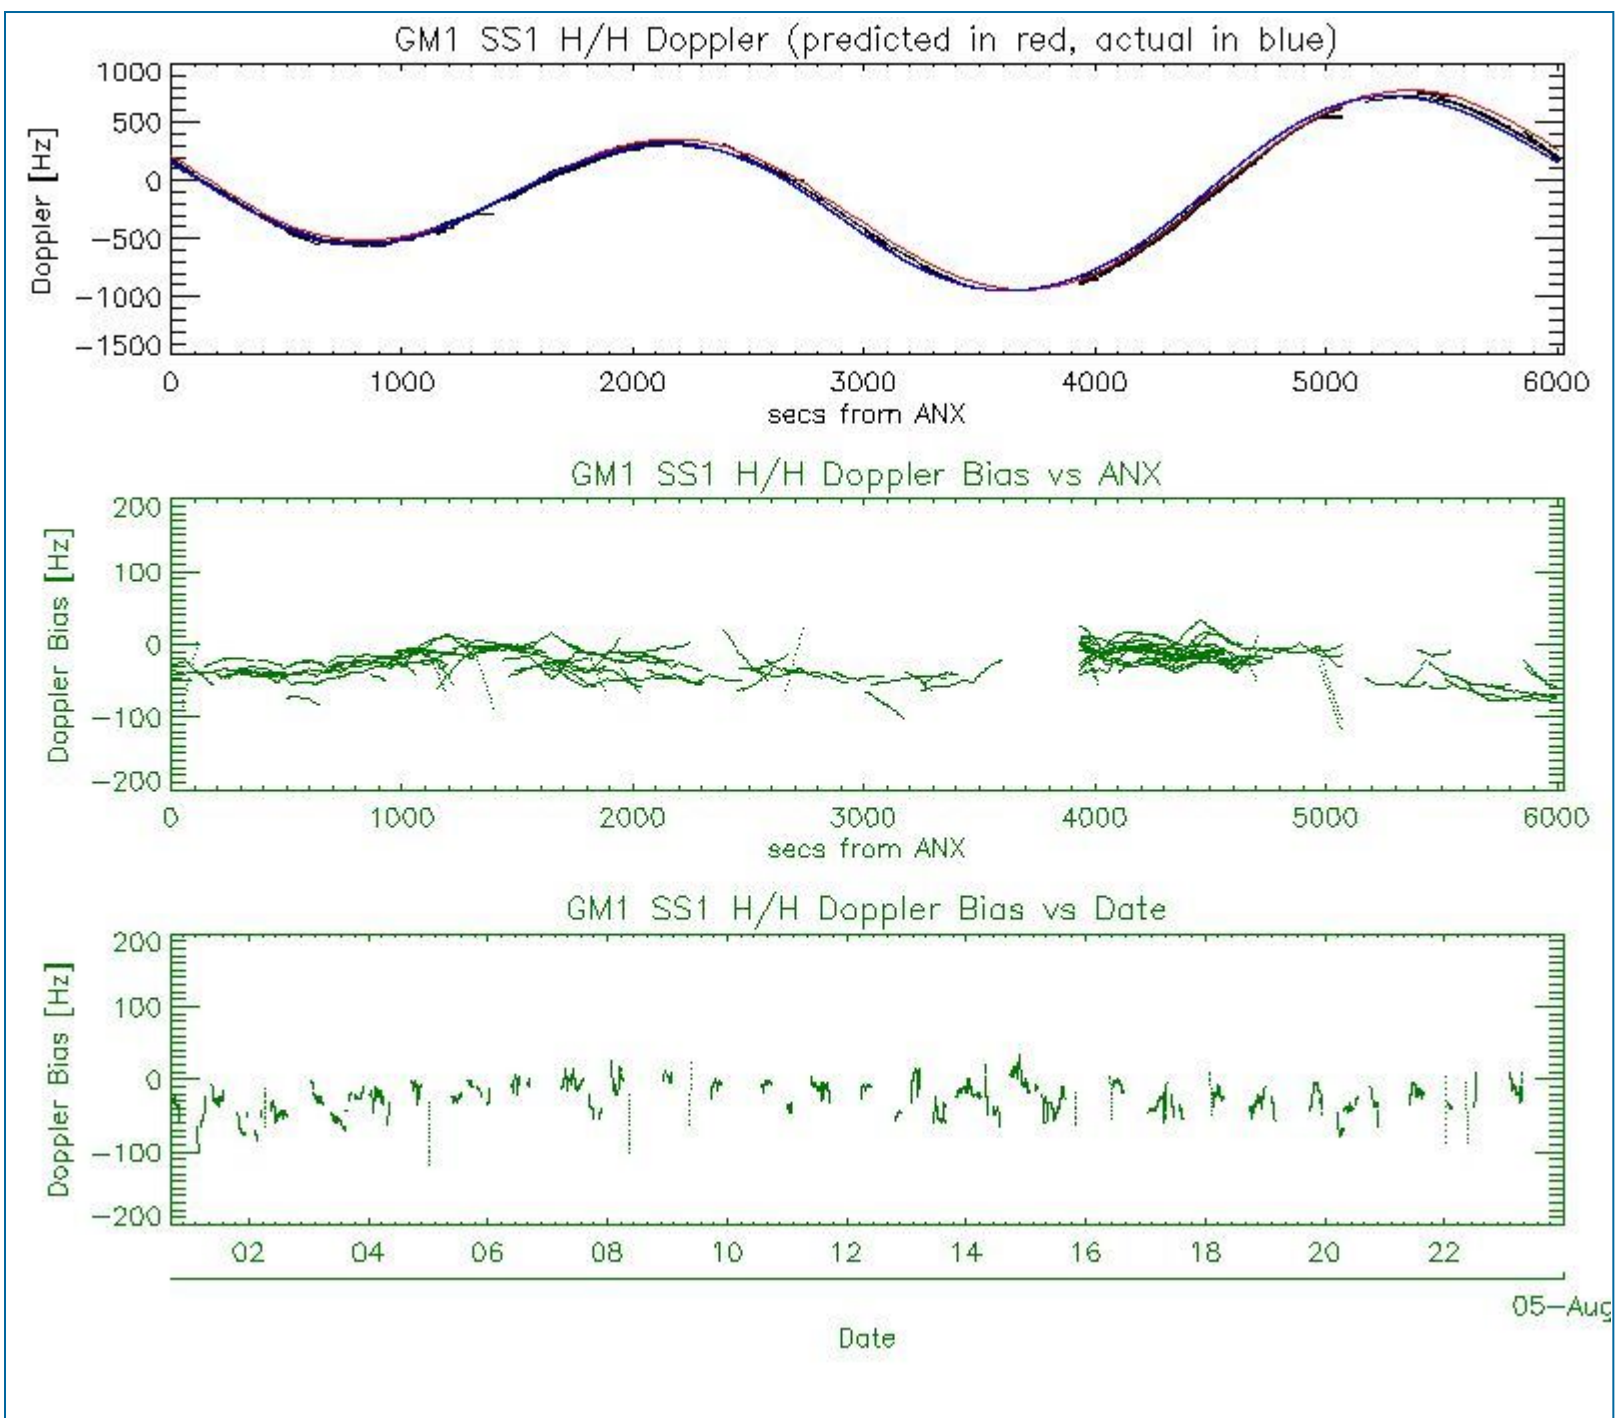 GM1 SS1 H/H Doppler (predicted in red, actual in blue)
1000
500
0
−500
−1000
−1500
Doppler [Hz]
0 1000 2000 3000 4000 5000 6000
secs from ANX
GM1 SS1 H/H Doppler Bias vs ANX
200
100
0
−100
−200
Doppler Bias [Hz]
0 1000 2000 3000 4000 5000 6000
secs from ANX
GM1 SS1 H/H Doppler Bias vs Date
200
100
0
−100
−200
Doppler Bias [Hz]
02 04 06 08 10 12 14 16 18 20 22
05−Aug
Date